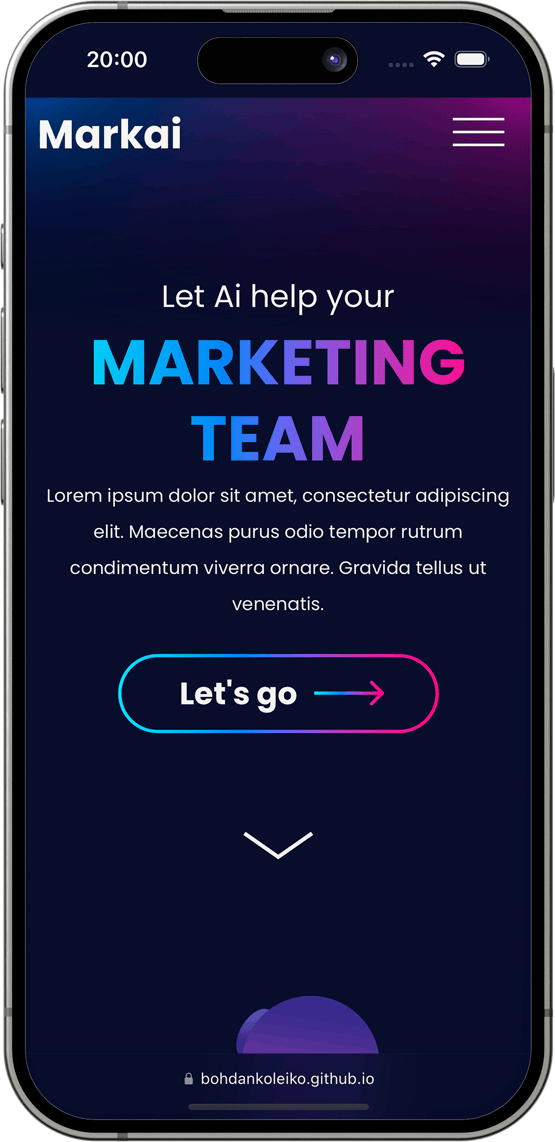 20:00
Markai
Let Ai help your
MARKETING
TEAM
Lorem ipsum dolor sit amet, consectetur adipiscing
elit. Maecenas purus odio tempor rutrum
condimentum viverra ornare. Gravida tellus ut
venenatis.
Let's go
bohdankoleiko.github.io